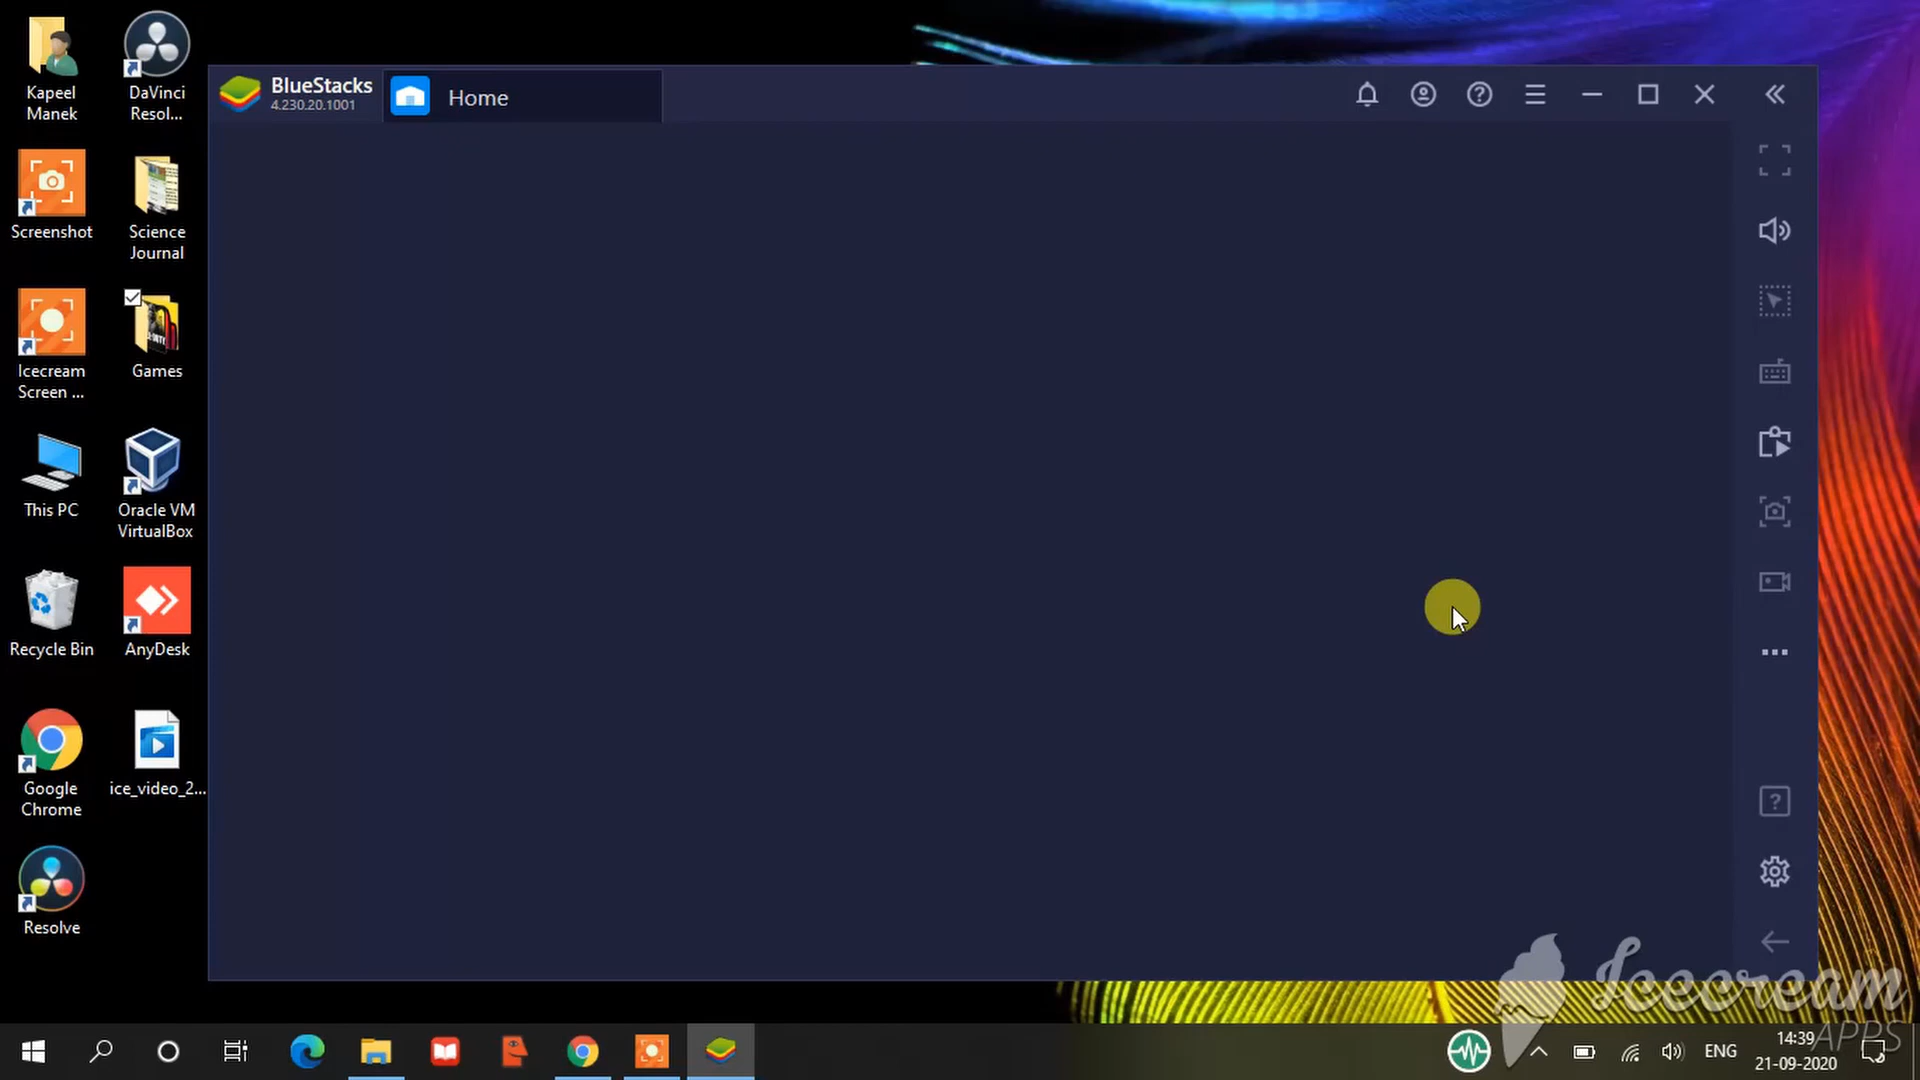 Kapeel
Manek
DaVinci
Resol...
BlueStacks
4.230.20.1001
Home
Screenshot
Science
Journal
Icecream
Screen ...
Games
This PC
Oracle VM
VirtualBox
Recycle Bin
AnyDesk
Google
Chrome
ice_video_2...
Resolve
Icecream
APPS
ENG
14:39
21-09-2020